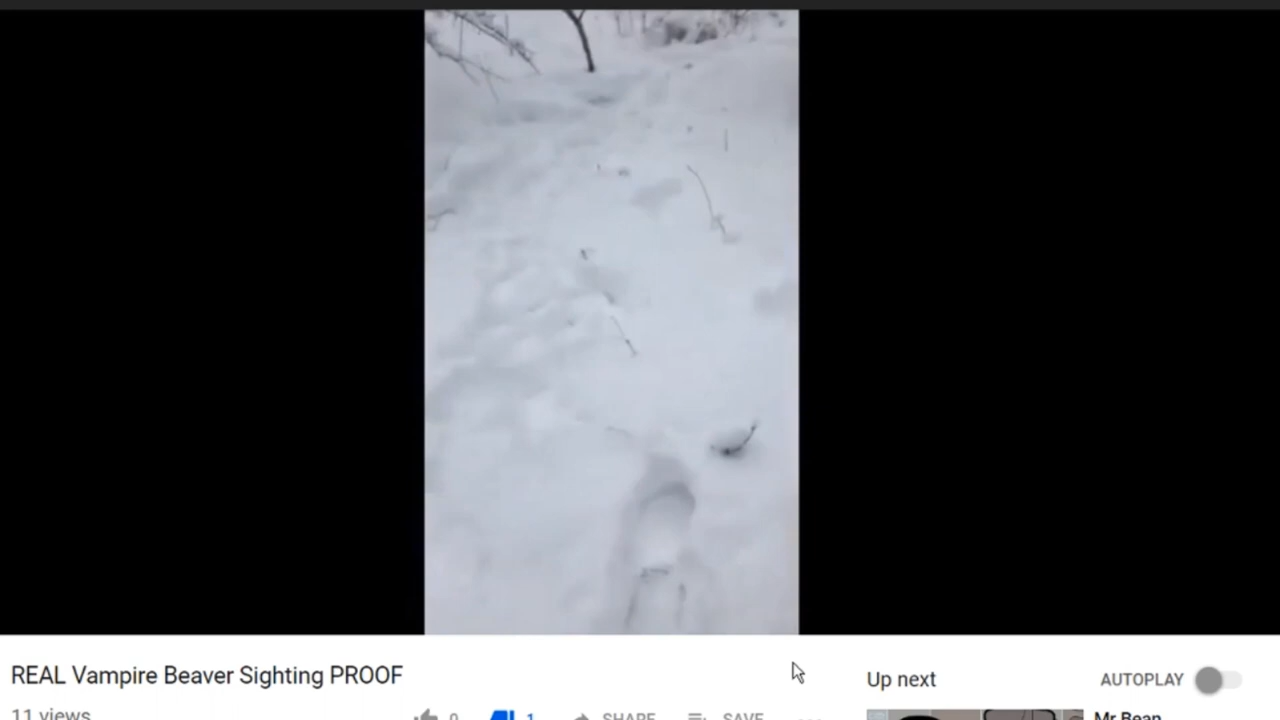 REAL Vampire Beaver Sighting PROOF
Up next
AUTOPLAY
11 views
0
1
SHARE
SAVE
Mr Bean